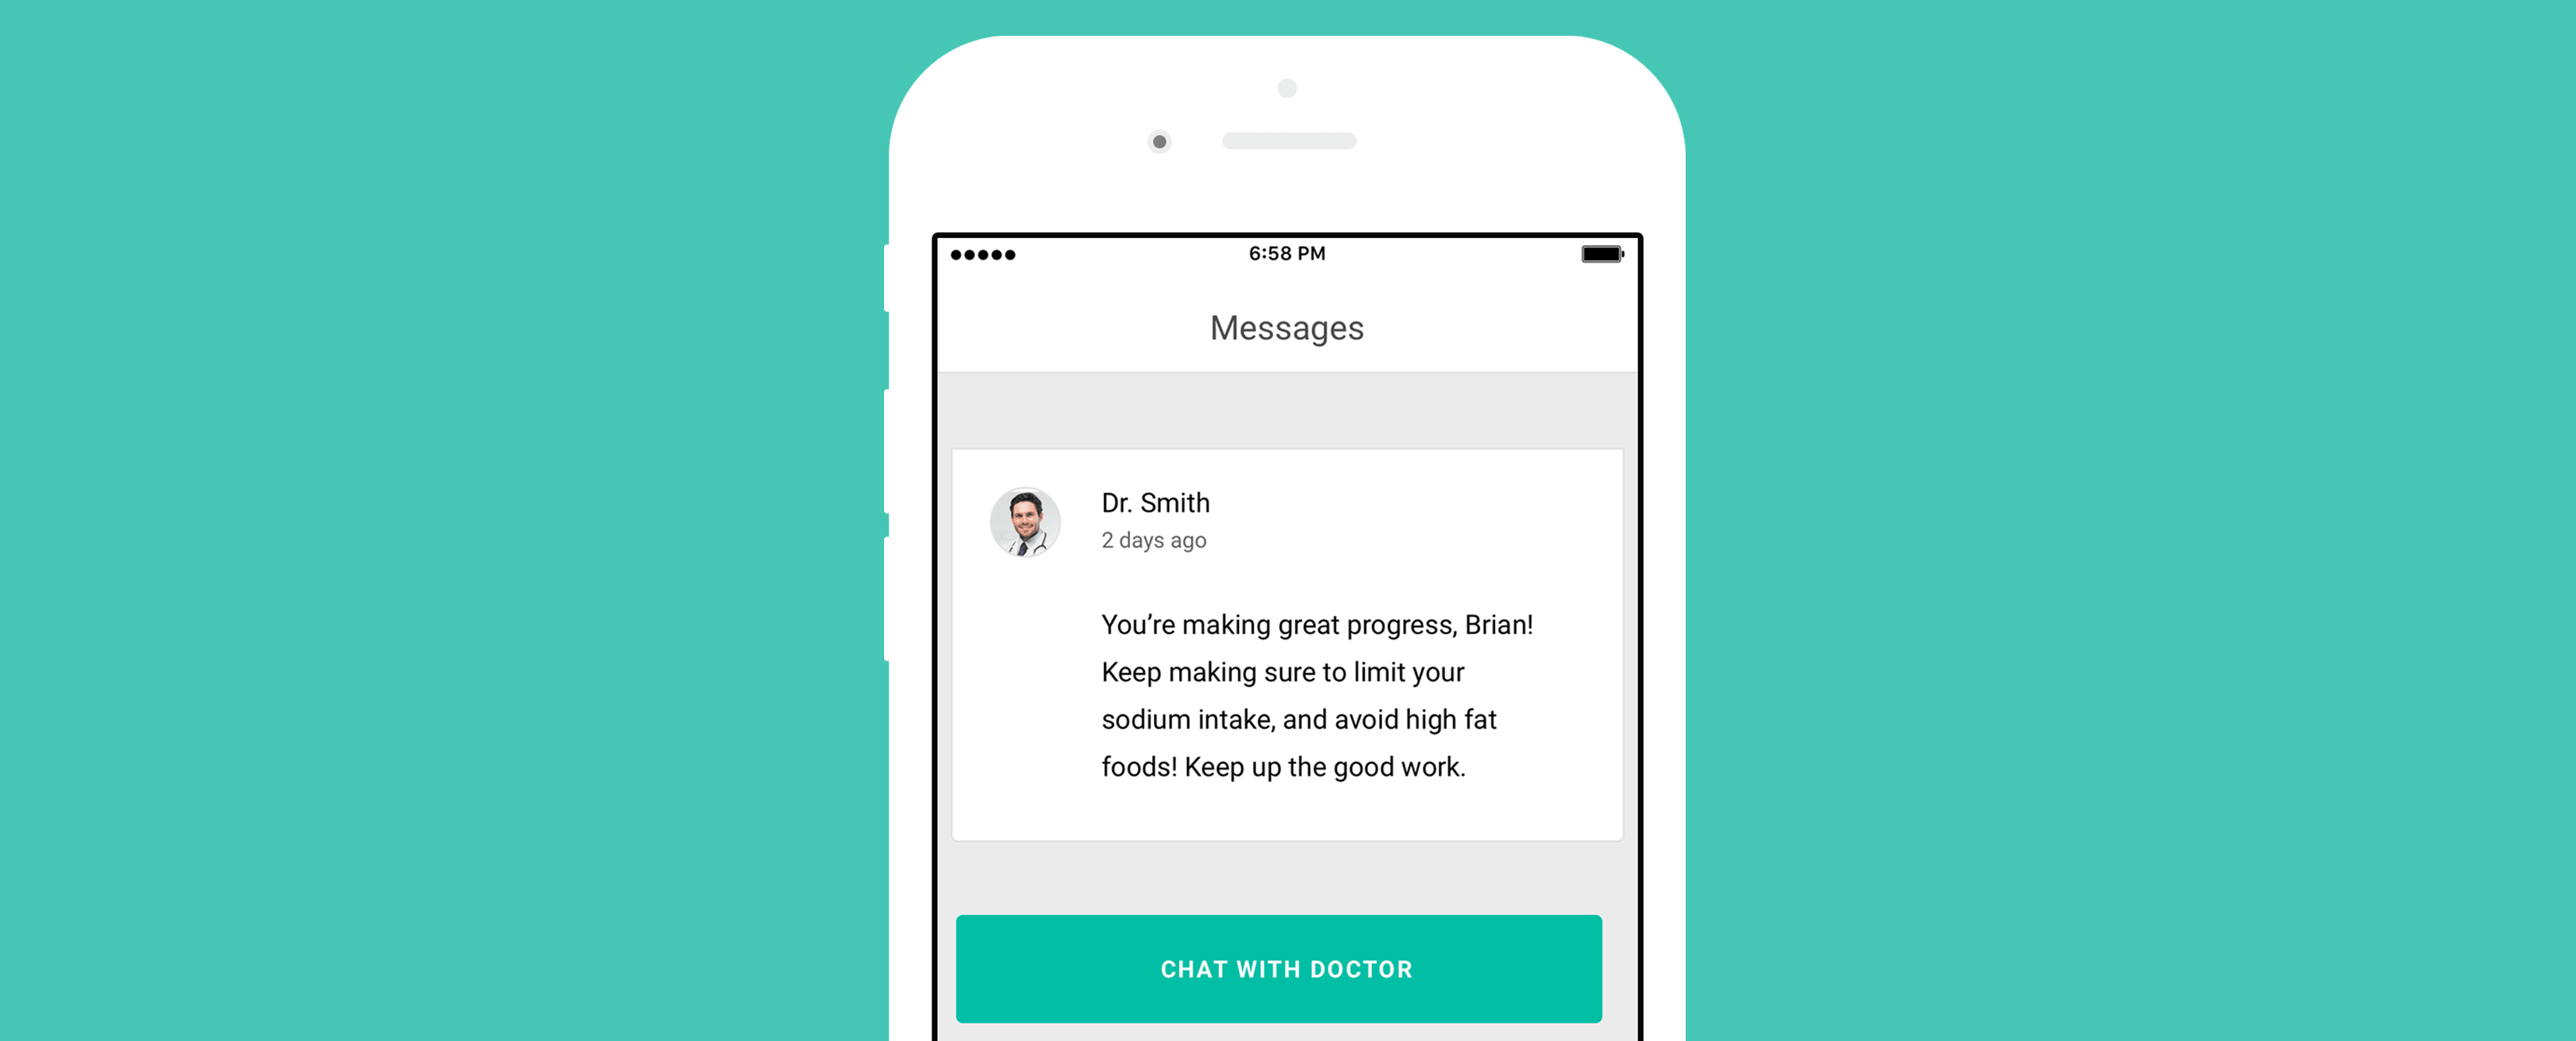 6:58 PM
Messages
Dr. Smith
2 days ago
You’re making great progress, Brian!
Keep making sure to limit your
sodium intake, and avoid high fat
foods! Keep up the good work.
CHAT WITH DOCTOR